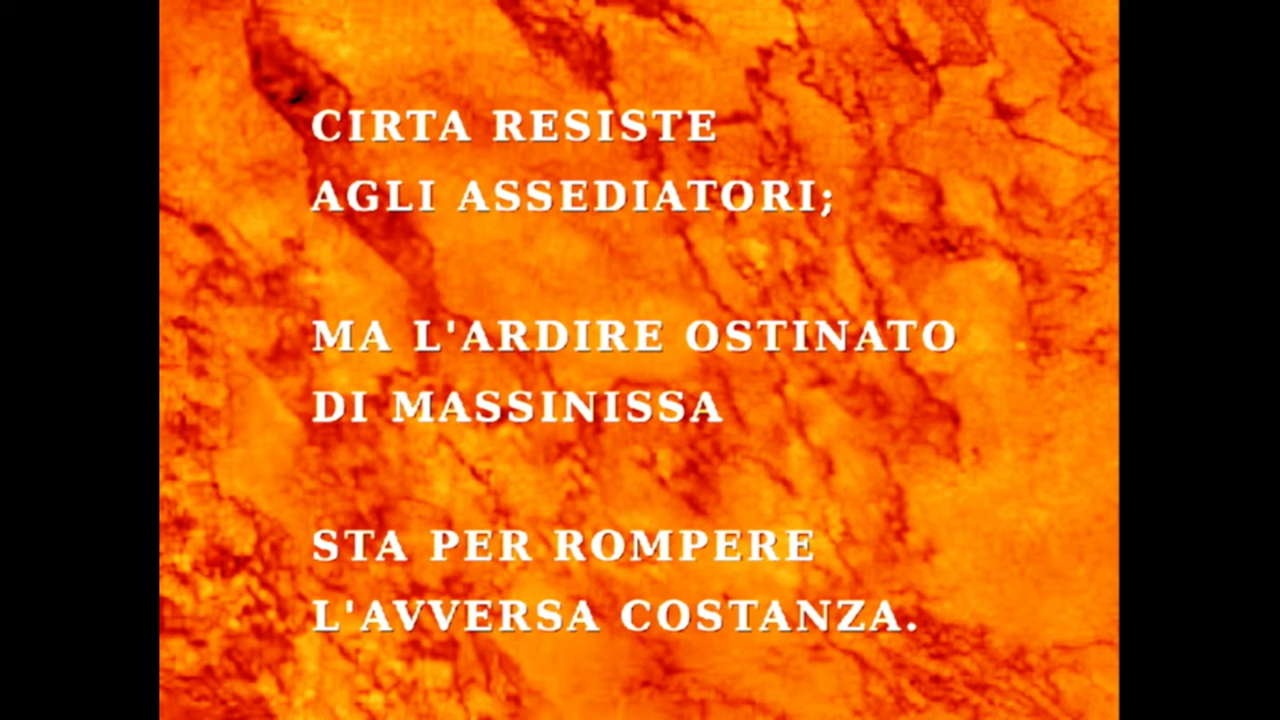 CIRTA RESISTE
AGLI ASSEDIATORI;
MA L'ARDIRE OSTINATO
DI MASSINISSA
STA PER ROMPERE
L'AVVERSA COSTANZA.